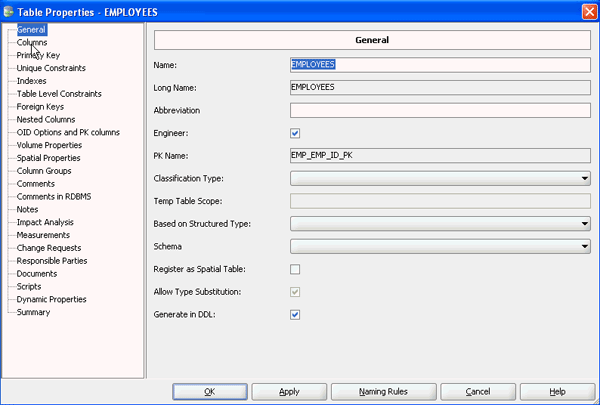 Table Properties - EMPLOYEES
General
Columns
Primary Key
Unique Constraints
Indexes
Table Level Constraints
Foreign Keys
Nested Columns
OID Options and PK columns
Volume Properties
Spatial Properties
Column Groups
Comments
Comments in RDBMS
Notes
Impact Analysis
Measurements
Change Requests
Responsible Parties
Documents
Scripts
Dynamic Properties
Summary
General
Name: EMPLOYEES
Long Name: EMPLOYEES
Abbreviation
Engineer:
PK Name: EMP_EMP_ID_PK
Classification Type:
Temp Table Scope:
Based on Structured Type:
Schema
Register as Spatial Table:
Allow Type Substitution:
Generate in DDL:
OK Apply Naming Rules Cancel Help